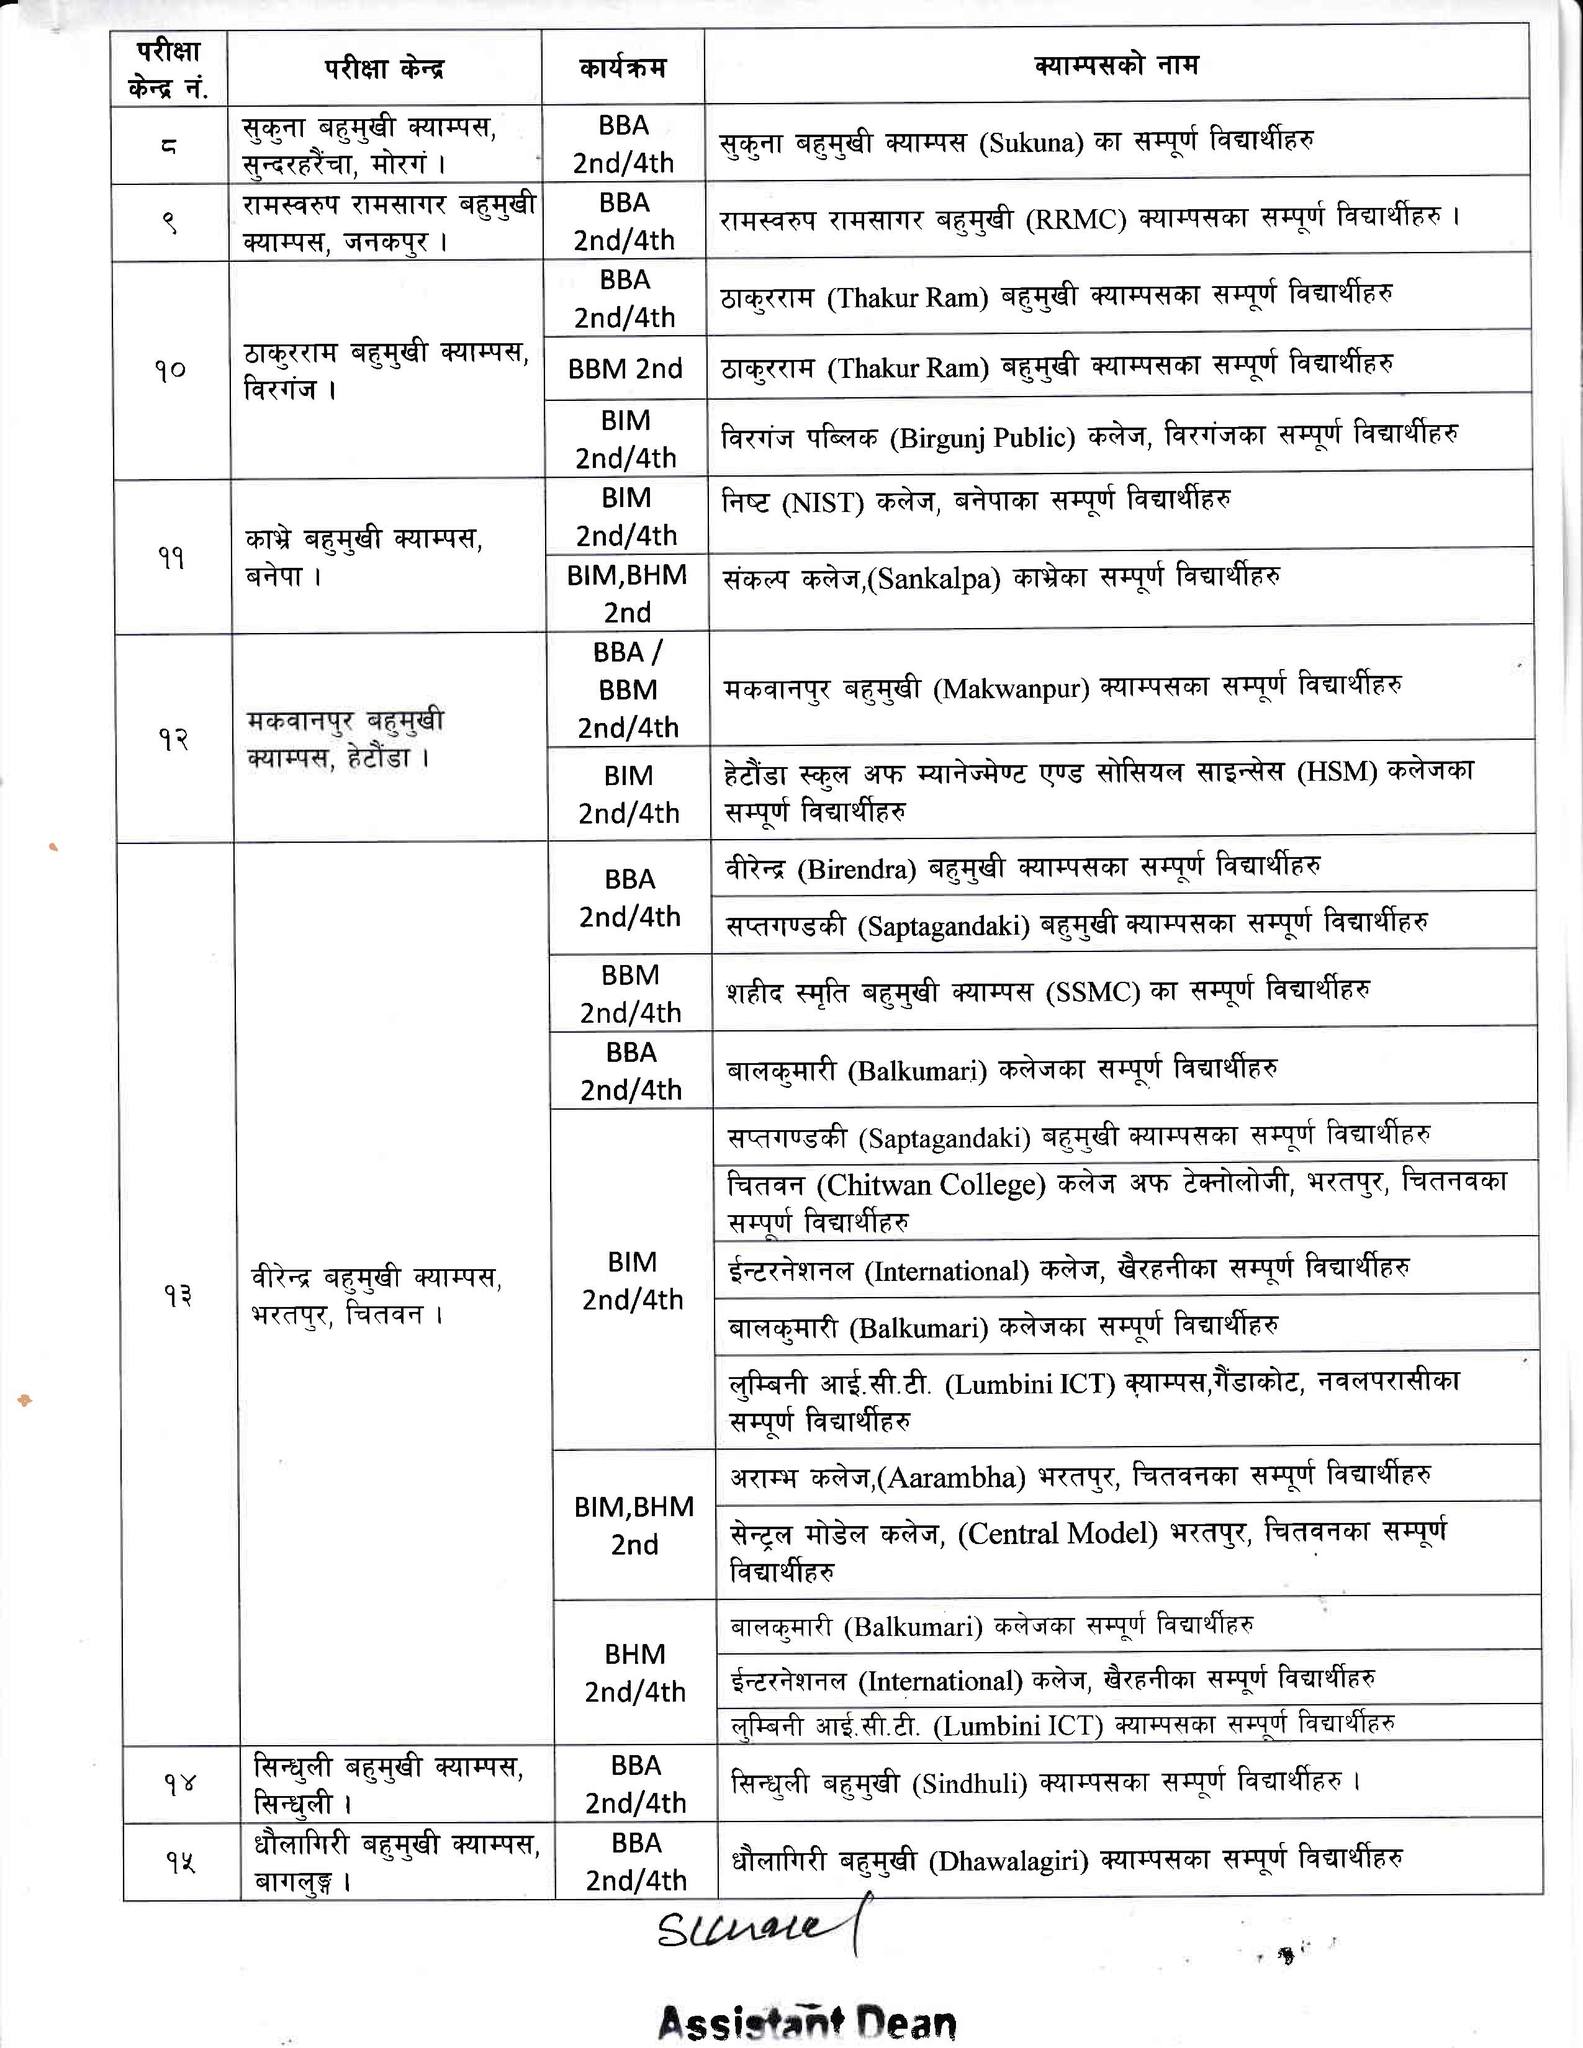 परीक्षा
केन्द्र नं.
परीक्षा केन्द्र
कार्यक्रम
क्याम्पसको नाम
८
सुकुना बहुमुखी क्याम्पस,
सुन्दरहरैंचा, मोरगं ।
BBA
2nd/4th
सुकुना बहुमुखी क्याम्पस (Sukuna) का सम्पूर्ण विद्यार्थीहरु
९
रामस्वरुप रामसागर बहुमुखी
क्याम्पस, जनकपुर ।
BBA
2nd/4th
रामस्वरुप रामसागर बहुमुखी (RRMC) क्याम्पसका सम्पूर्ण विद्यार्थीहरु ।
१०
ठाकुरराम बहुमुखी क्याम्पस,
विरगंज ।
BBA
2nd/4th
ठाकुरराम (Thakur Ram) बहुमुखी क्याम्पसका सम्पूर्ण विद्यार्थीहरु
BBM 2nd
ठाकुरराम (Thakur Ram) बहुमुखी क्याम्पसका सम्पूर्ण विद्यार्थीहरु
BIM
2nd/4th
विरगंज पब्लिक (Birgunj Public) कलेज, विरगंजका सम्पूर्ण विद्यार्थीहरु
११
काभ्रे बहुमुखी क्याम्पस,
बनेपा ।
BIM
2nd/4th
निष्ट (NIST) कलेज, बनेपाका सम्पूर्ण विद्यार्थीहरु
BIM,BHM
2nd
संकल्प कलेज,(Sankalpa) काभ्रेका सम्पूर्ण विद्यार्थीहरु
१२
मकवानपुर बहुमुखी
क्याम्पस, हेटौंडा ।
BBA /
BBM
2nd/4th
मकवानपुर बहुमुखी (Makwanpur) क्याम्पसका सम्पूर्ण विद्यार्थीहरु
BIM
2nd/4th
हेटौंडा स्कुल अफ म्यानेज्मेण्ट एण्ड सोसियल साइन्सेस (HSM) कलेजका
सम्पूर्ण विद्यार्थीहरु
१३
वीरेन्द्र बहुमुखी क्याम्पस,
भरतपुर, चितवन ।
BBA
2nd/4th
वीरेन्द्र (Birendra) बहुमुखी क्याम्पसका सम्पूर्ण विद्यार्थीहरु
सप्तगण्डकी (Saptagandaki) बहुमुखी क्याम्पसका सम्पूर्ण विद्यार्थीहरु
BBM
2nd/4th
शहीद स्मृति बहुमुखी क्याम्पस (SSMC) का सम्पूर्ण विद्यार्थीहरु
BBA
2nd/4th
बालकुमारी (Balkumari) कलेजका सम्पूर्ण विद्यार्थीहरु
BIM
2nd/4th
सप्तगण्डकी (Saptagandaki) बहुमुखी क्याम्पसका सम्पूर्ण विद्यार्थीहरु
चितवन (Chitwan College) कलेज अफ टेक्नोलोजी, भरतपुर, चितनवका
सम्पूर्ण विद्यार्थीहरु
ईन्टरनेशनल (International) कलेज, खैरहनीका सम्पूर्ण विद्यार्थीहरु
बालकुमारी (Balkumari) कलेजका सम्पूर्ण विद्यार्थीहरु
लुम्बिनी आई.सी.टी. (Lumbini ICT) क्याम्पस,गैंडाकोट, नवलपरासीका
सम्पूर्ण विद्यार्थीहरु
BIM,BHM
2nd
अराम्भ कलेज,(Aarambha) भरतपुर, चितवनका सम्पूर्ण विद्यार्थीहरु
सेन्ट्रल मोडेल कलेज, (Central Model) भरतपुर, चितवनका सम्पूर्ण
विद्यार्थीहरु
BHM
2nd/4th
बालकुमारी (Balkumari) कलेजका सम्पूर्ण विद्यार्थीहरु
ईन्टरनेशनल (International) कलेज, खैरहनीका सम्पूर्ण विद्यार्थीहरु
लुम्बिनी आई.सी.टी. (Lumbini ICT) क्याम्पसका सम्पूर्ण विद्यार्थीहरु
१४
सिन्धुली बहुमुखी क्याम्पस,
सिन्धुली ।
BBA
2nd/4th
सिन्धुली बहुमुखी (Sindhuli) क्याम्पसका सम्पूर्ण विद्यार्थीहरु ।
१५
धौलागिरी बहुमुखी क्याम्पस,
बागलुङ्ग ।
BBA
2nd/4th
धौलागिरी बहुमुखी (Dhawalagiri) क्याम्पसका सम्पूर्ण विद्यार्थीहरु
Assistant Dean